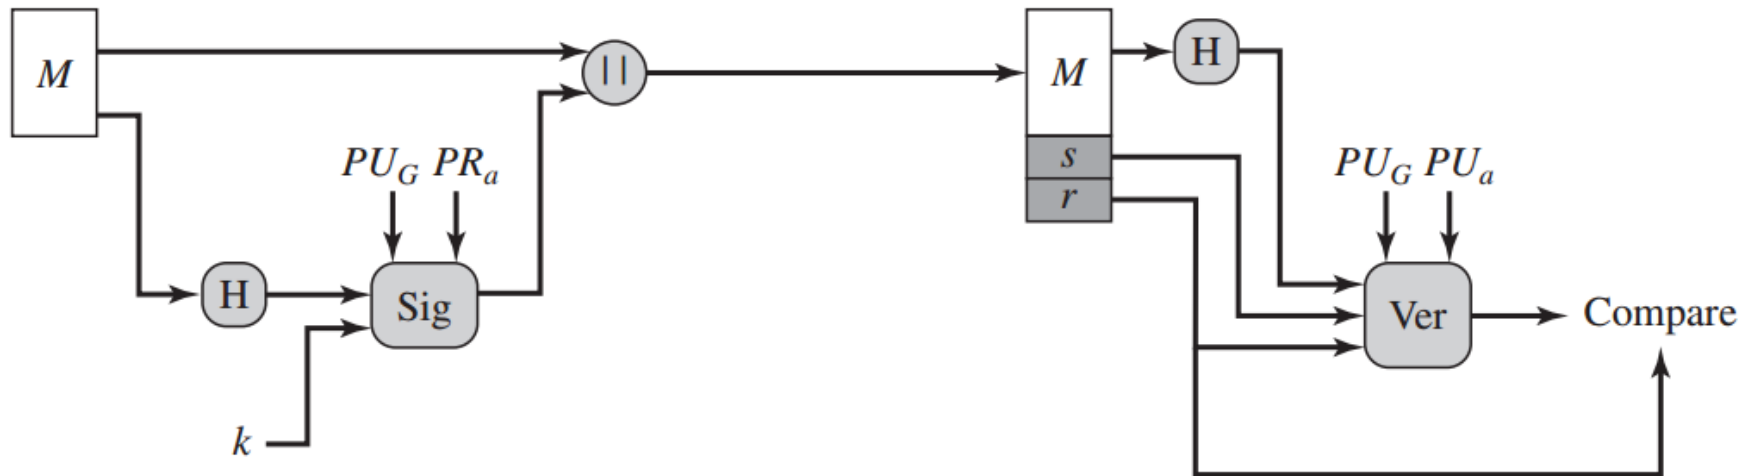 M
||
PU_G PR_a
H
Sig
k
M
H
s
r
PU_G PU_a
Ver
Compare